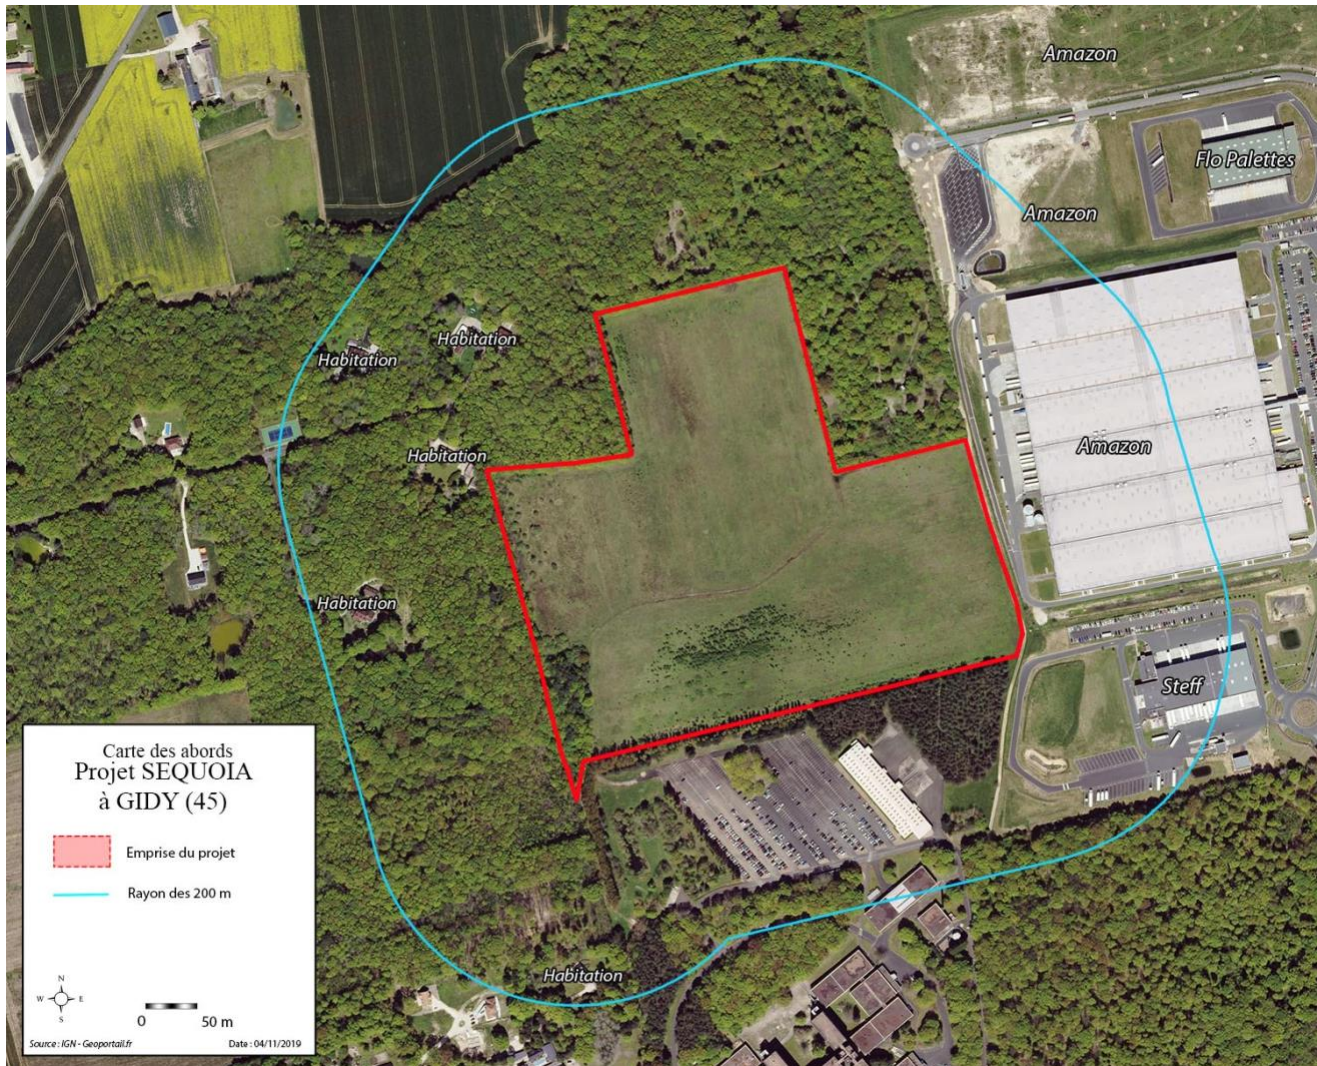 Amazon
Flo Palettes
Amazon
Habitation
Habitation
Amazon
Habitation
Habitation
Steff
Habitation
Carte des abords
Projet SEQUOIA
à GIDY (45)
Emprise du projet
Rayon des 200 m
N
W E
S
0 50 m
Source : IGN - Geoportail.fr Date : 04/11/2019